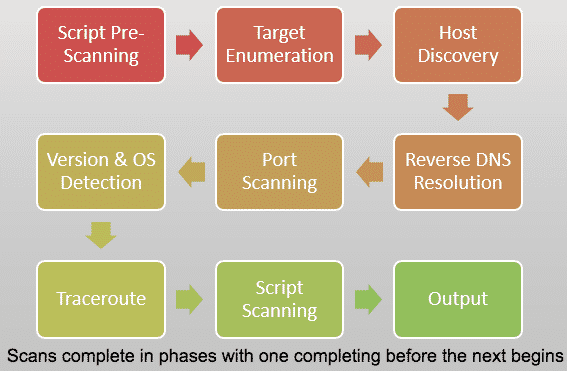 Script Pre-
Scanning
Target
Enumeration
Host
Discovery
Version & OS
Detection
Port
Scanning
Reverse DNS
Resolution
Traceroute
Script
Scanning
Output
Scans complete in phases with one completing before the next begins